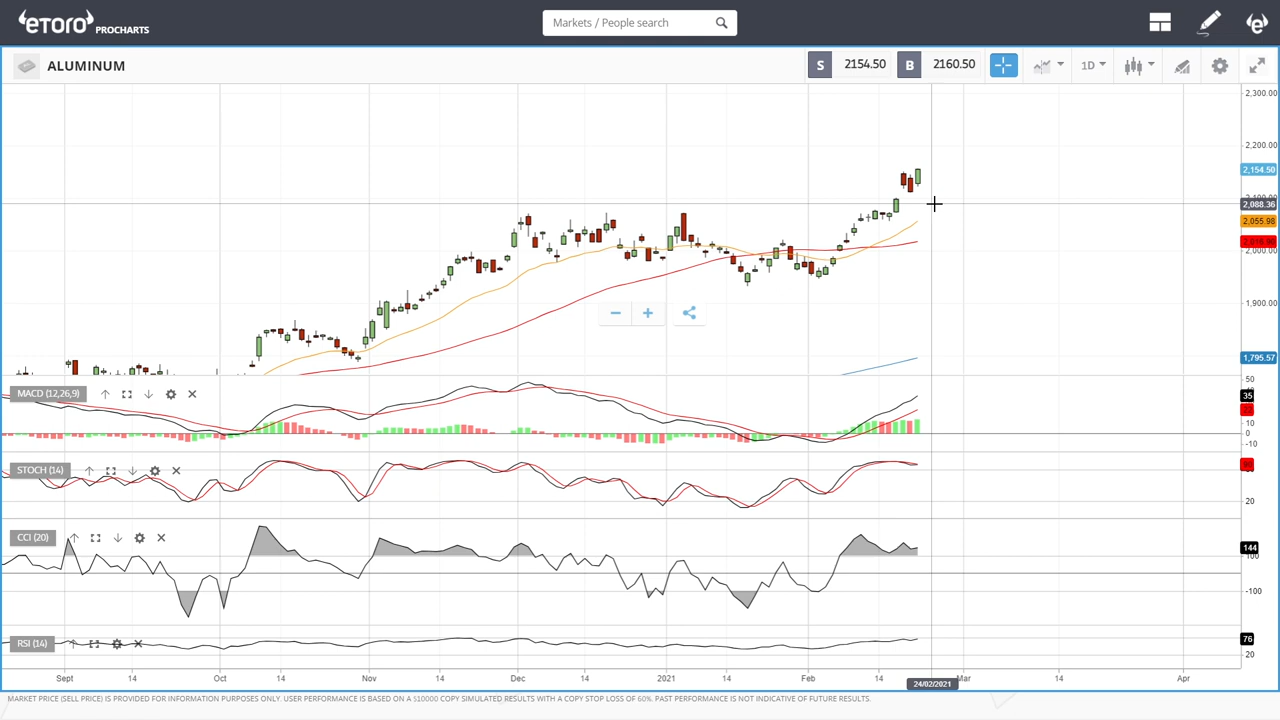 eToro PROCHARTS
Markets / People search
ALUMINUM
S 2154.50 B 2160.50
1D
2,300.00
2,200.00
2,154.50
2,088.36
2,055.98
2,000.00
1,900.00
1,795.57
MACD (12,26,9)
50
35
22
10
0
-10
STOCH (14)
20
CCI (20)
144
100
-100
RSI (14)
76
20
Sept 14 Oct 14 Nov 14 Dec 14 2021 14 Feb 14 Mar 14 Apr
24/02/2021
MARKET PRICE (SELL PRICE) IS PROVIDED FOR INFORMATION PURPOSES ONLY. USER PERFORMANCE IS BASED ON A $10000 COPY SIMULATED RESULTS WITH A COPY STOP LOSS OF 60%. PAST PERFORMANCE IS NOT INDICATIVE OF FUTURE RESULTS.